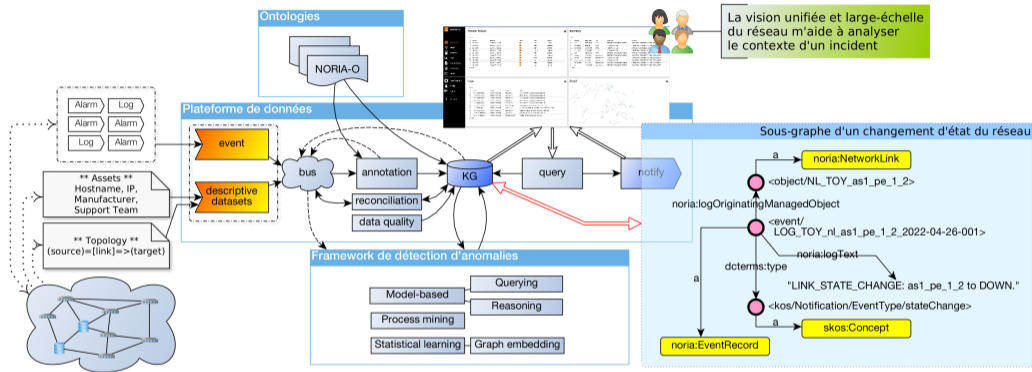 Ontologies
NORIA-O
La vision unifiée et large-échelle
du réseau m'aide à analyser
le contexte d'un incident
Alarm
Log
Alarm
Alarm
Log
Alarm
** Assets **
Hostname, IP,
Manufacturer,
Support Team
** Topology **
(source)=[link]=>(target)
Plateforme de données
event
descriptive
datasets
bus
annotation
reconciliation
data quality
KG
query
notify
Framework de détection d'anomalies
Model-based
Querying
Reasoning
Process mining
Statistical learning
Graph embedding
Sous-graphe d'un changement d'état du réseau
a
noria:NetworkLink
<object/NL_TOY_as1_pe_1_2>
noria:logOriginatingManagedObject
<event/
LOG_TOY_nl_as1_pe_1_2_2022-04-26-001>
noria:logText
dcterms:type
a
"LINK_STATE_CHANGE: as1_pe_1_2 to DOWN."
<kos/Notification/EventType/stateChange>
a
skos:Concept
noria:EventRecord